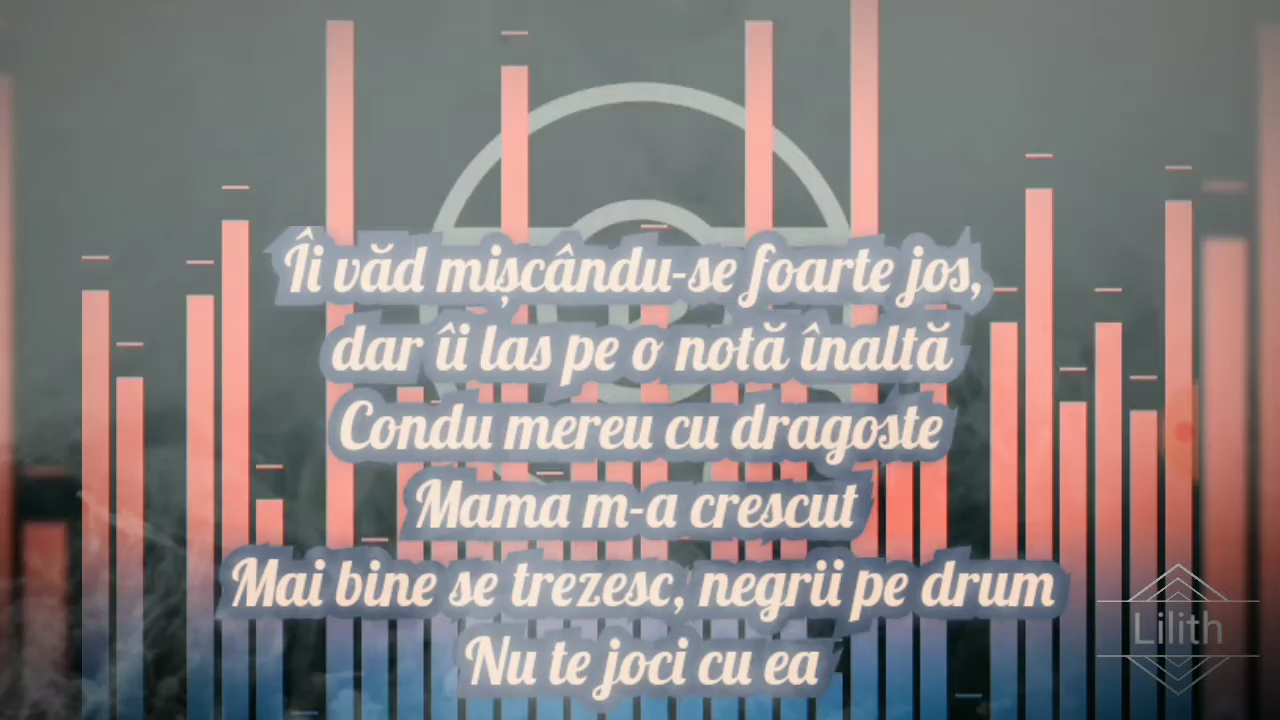 Îi văd mișcându-se foarte jos,
dar îi las pe o notă înaltă
Condu mereu cu dragoste
Mama m-a crescut
Mai bine se trezesc, negrii pe drum
Nu te joci cu ea
Lilith